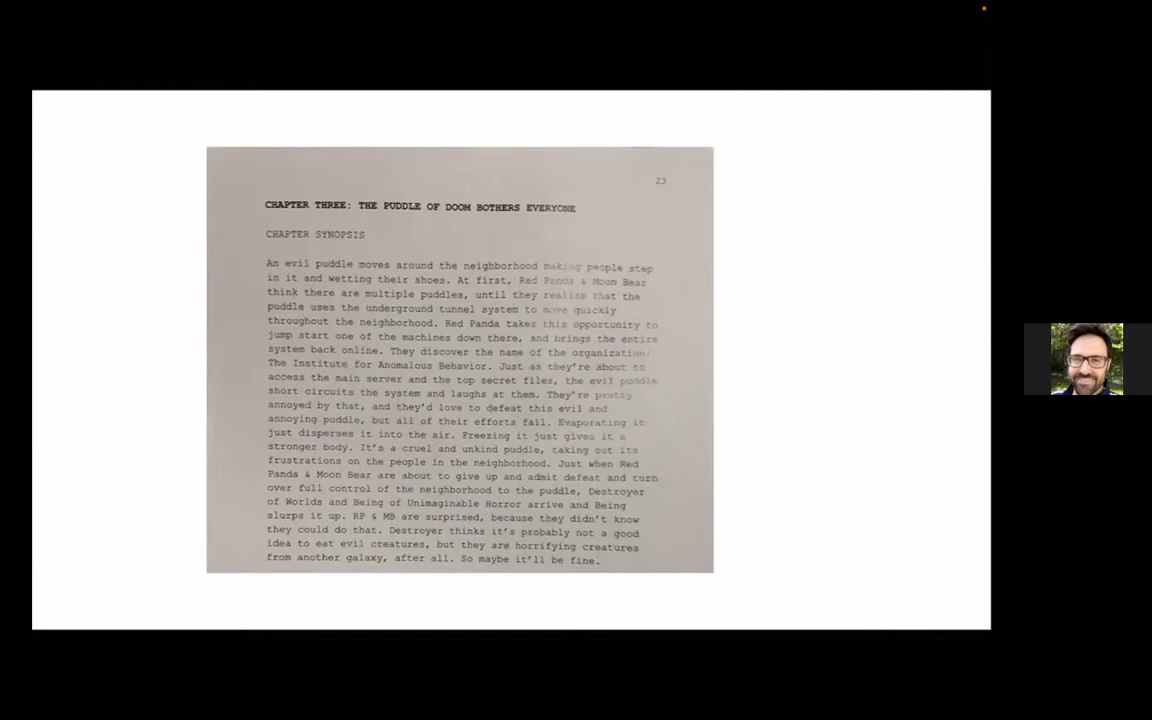 23
CHAPTER THREE: THE PUDDLE OF DOOM BOTHERS EVERYONE
CHAPTER SYNOPSIS
An evil puddle moves around the neighborhood making people step
in it and wetting their shoes. At first, Red Panda & Moon Bear
think there are multiple puddles, until they realize that the
puddle uses the underground tunnel system to move quickly
throughout the neighborhood. Red Panda takes this opportunity to
jump start one of the machines down there, and brings the entire
system back online. They discover the name of the organization:
The Institute for Anomalous Behavior. Just as they're about to
access the main server and the top secret files, the evil puddle
short circuits the system and laughs at them. They're pretty
annoyed by that, and they'd love to defeat this evil and
annoying puddle, but all of their efforts fail. Evaporating it
just disperses it into the air. Freezing it just gives it a
stronger body. It's a cruel and unkind puddle, taking out its
frustrations on the people in the neighborhood. Just when Red
Panda & Moon Bear are about to give up and admit defeat and turn
over full control of the neighborhood to the puddle, Destroyer
of Worlds and Being of Unimaginable Horror arrive and Being
slurps it up. RP & MB are surprised, because they didn't know
they could do that. Destroyer thinks it's probably not a good
idea to eat evil creatures, but they are horrifying creatures
from another galaxy, after all. So maybe it'll be fine.